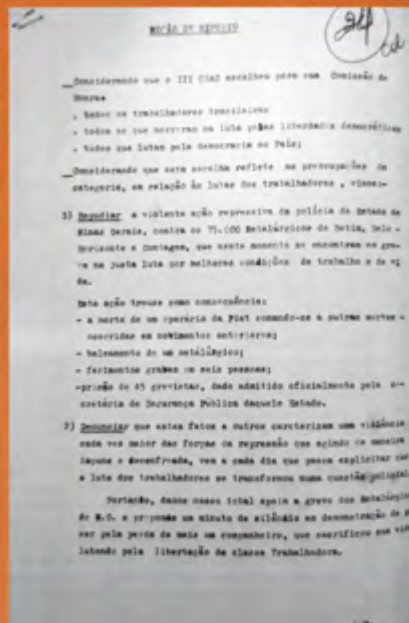 MOÇÃO DE REPÚDIO
Considerando que o III CBAS escolheu para sua Comissão de
Honra:
. todos os trabalhadores brasileiros
. todos os que morreram na luta pelas liberdades democráticas
. todos que lutam pela democracia no País;
Considerando que esta escolha reflete as preocupações da
categoria, em relação às lutas dos trabalhadores , vimos:-
1) Repudiar a violenta ação repressiva da polícia do Estado de
Minas Gerais, contra os 75.000 Metalúrgicos de Betim, Belo -
Horizonte e Contagem, que neste momento se encontram em gre-
ve na justa luta por melhores condições de trabalho e de vi
da.
Esta ação trouxe como consequência:
- a morte de um operário da Fiat somando-se a outras mortes -
ocorridas em movimentos anteriores;
- baleamento de um metalúrgico;
- ferimentos graves em seis pessoas;
-prisão de 45 grevistas, dado admitido oficialmente pela se-
cretária de Segurança Pública daquele Estado.
2) Denunciar que estes fatos e outros caracterizam uma violência
cada vez maior das forças da repressão que agindo de maneira
impune e desenfreada, vem a cada dia que passa explicitar que
a luta dos trabalhadores se transformou numa questão policial.
Portanto, damos nosso total apoio a greve dos Metalúrgicos
de M.G. e propomos um minuto de silêncio em demonstração de
pela perda de mais um companheiro, que sacrificou sua vida
lutando pela libertação da classe Trabalhadora.